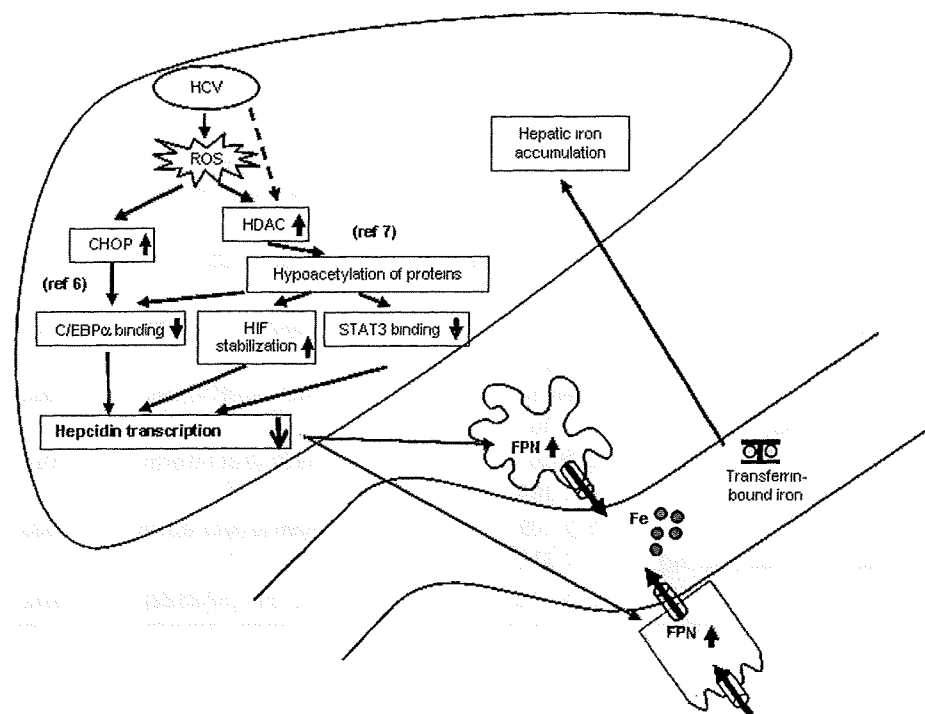 HCV
ROS
Hepatic iron
accumulation
HDAC
(ref 7)
CHOP
Hypoacetylation of proteins
(ref 6)
C/EBPα binding
HIF
stabilization
STAT3 binding
Hepcidin transcription
FPN
Transferrin-
bound iron
Fe
FPN